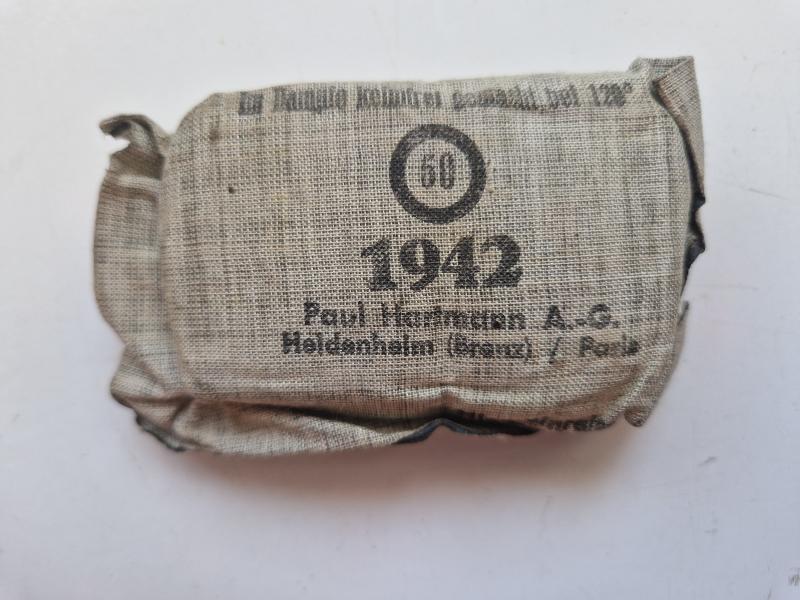 Im Dampfe keimfrei gemacht bei 120°
60
1942
Paul Hartmann A.-G.
Heidenheim (Brenz) / Paris